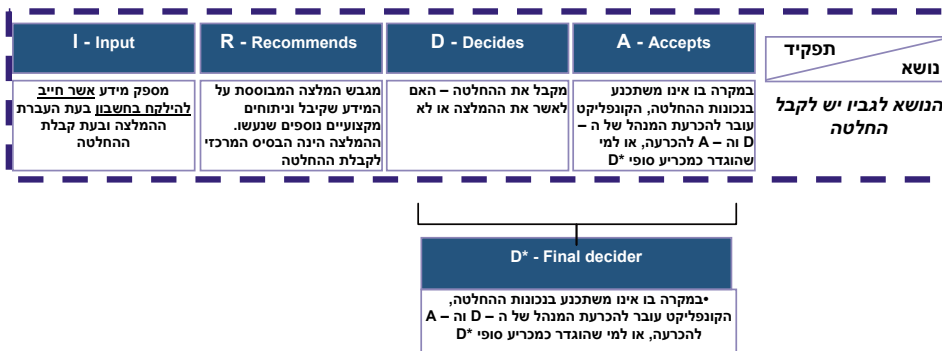 I - Input
R - Recommends
D - Decides
A - Accepts
תפקיד
נושא
מספק מידע אשר חייב
להילקח בחשבון בעת העברת
ההמלצה ובעת קבלת
ההחלטה
מגבש המלצה המבוססת על
המידע שקיבל וניתוחים
מקצועיים נוספים שנעשו.
ההמלצה הינה הבסיס המרכזי
לקבלת ההחלטה
מקבל את ההחלטה – האם
לאשר את ההמלצה או לא
במקרה בו אינו משתכנע
בנכונות ההחלטה, הקונפליקט
עובר להכרעת המנהל של ה –
D וה – A להכרעה, או למי
שהוגדר כמכריע סופי D*
הנושא לגביו יש לקבל
החלטה
D* - Final decider
•במקרה בו אינו משתכנע בנכונות ההחלטה,
הקונפליקט עובר להכרעת המנהל של ה – D וה – A
להכרעה, או למי שהוגדר כמכריע סופי D*